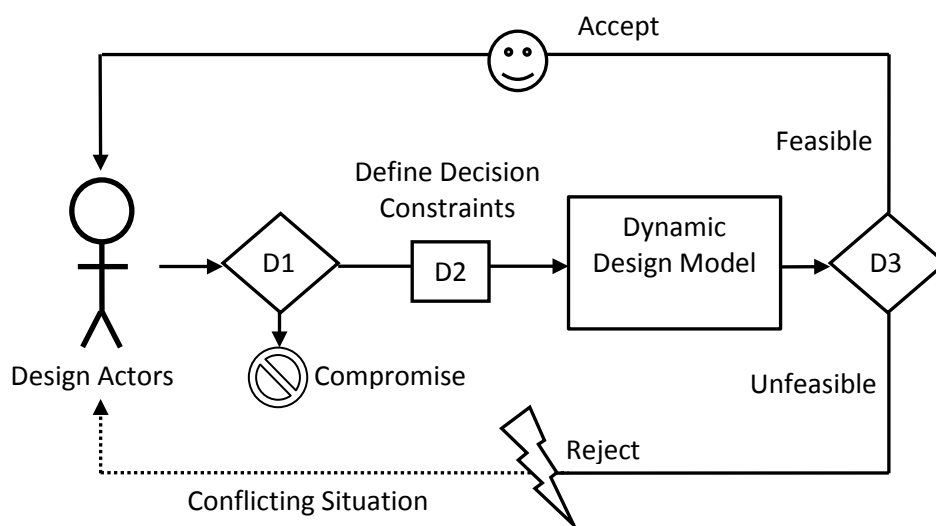 Accept
Feasible
Define Decision
Constraints
Dynamic
Design Model
D1
D2
D3
Design Actors
Compromise
Unfeasible
Reject
Conflicting Situation